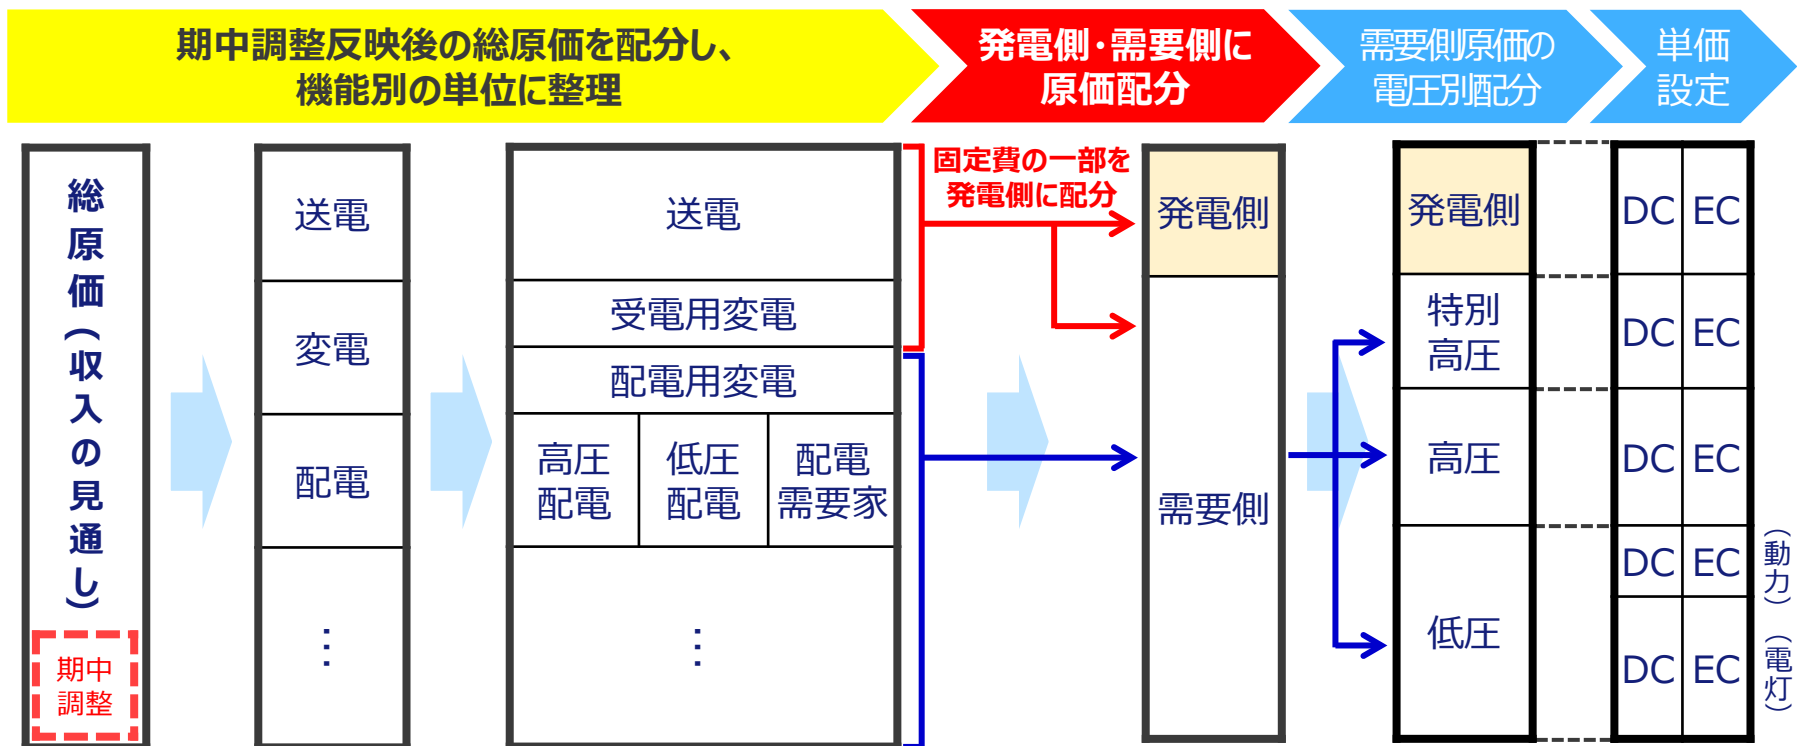 期中調整反映後の総原価を配分し、
機能別の単位に整理
発電側・需要側に
原価配分
需要側原価の
電圧別配分
単価
設定
総原価(収入の見通し)
期中
調整
送電
変電
配電
…
送電
受電用変電
配電用変電
高圧
配電
低圧
配電
配電
需要家
…
固定費の一部を
発電側に配分
発電側
需要側
発電側
特別
高圧
高圧
低圧
DC EC
DC EC
DC EC
DC EC
(動力)
DC EC
(電灯)